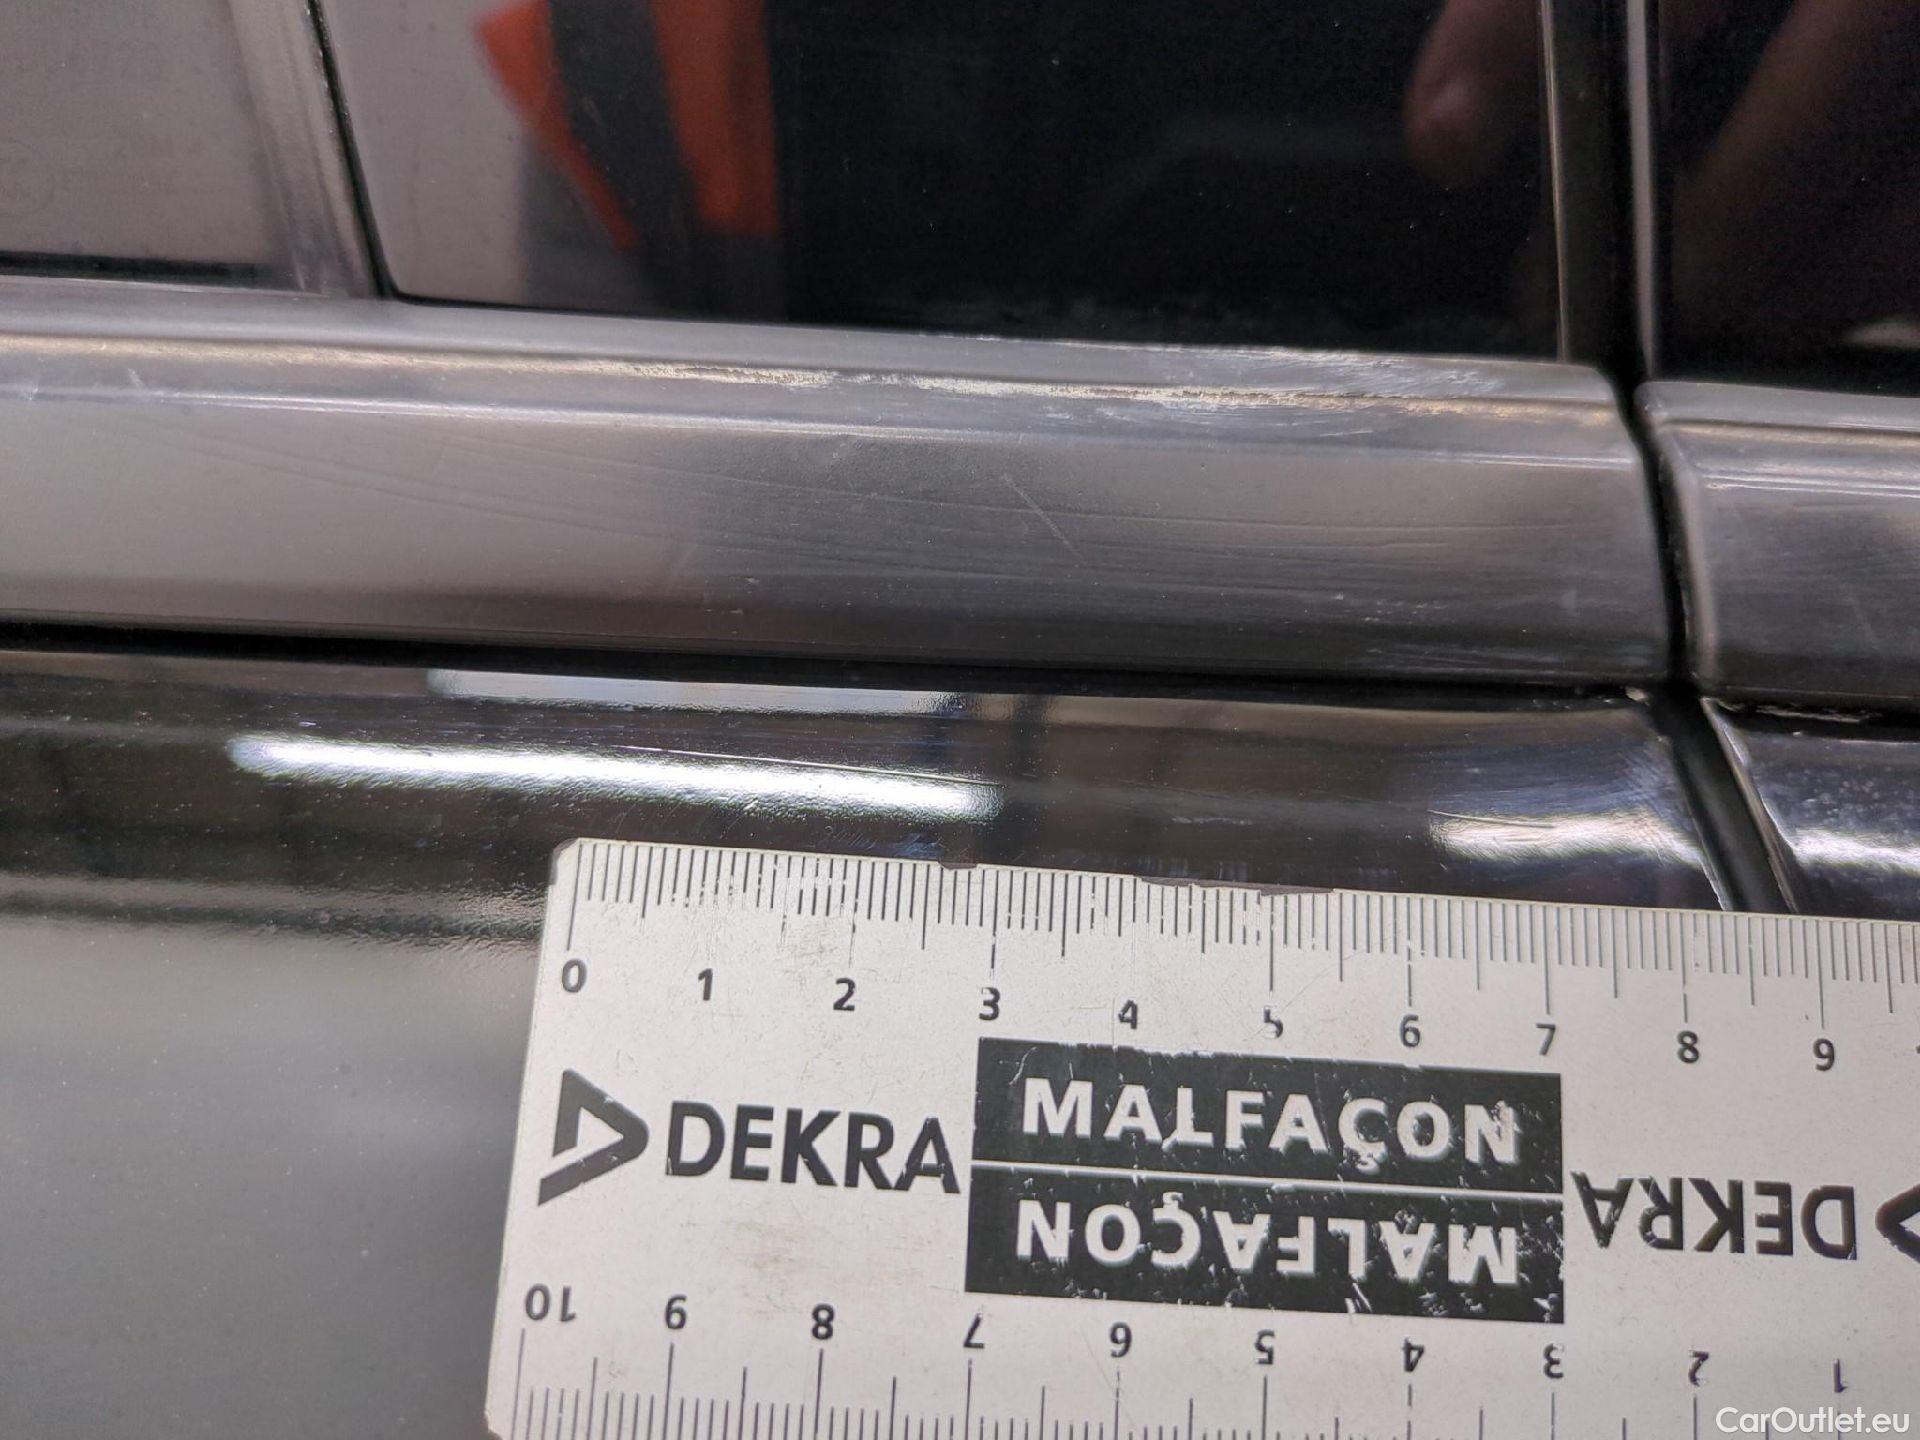 0 1 2 3 4 5 6 7 8 9
DEKRA
MALFAÇON
MALFAÇON
DEKRA
10 9 8 7 6 5 4 3 2 1
CarOutlet.eu